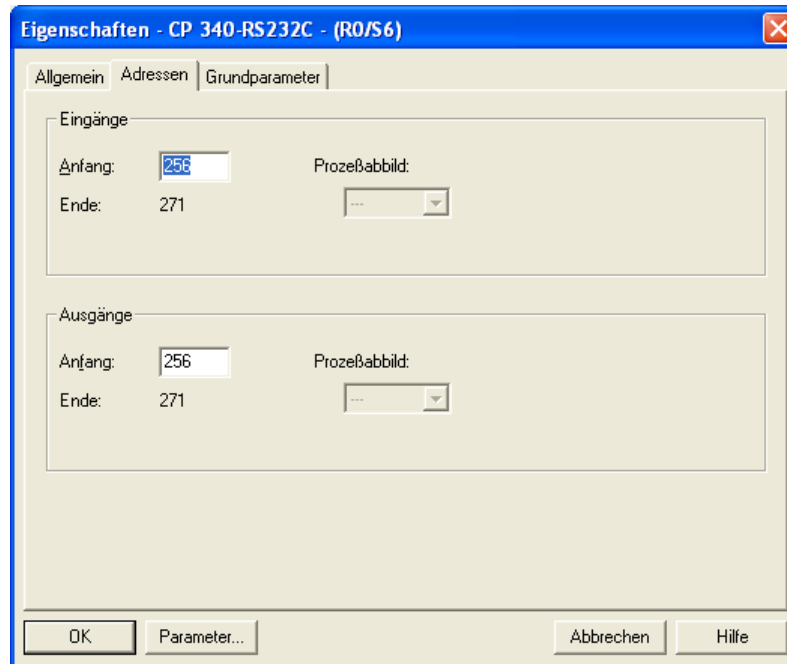 Eigenschaften - CP 340-RS232C - (R0/S6)
Allgemein Adressen Grundparameter
Eingänge
Anfang: 256 Prozeßabbild:
Ende: 271 ---
Ausgänge
Anfang: 256 Prozeßabbild:
Ende: 271 ---
OK Parameter... Abbrechen Hilfe